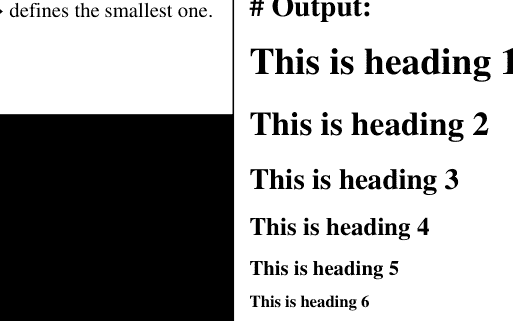 > defines the smallest one.
# Output:
This is heading 1
This is heading 2
This is heading 3
This is heading 4
This is heading 5
This is heading 6